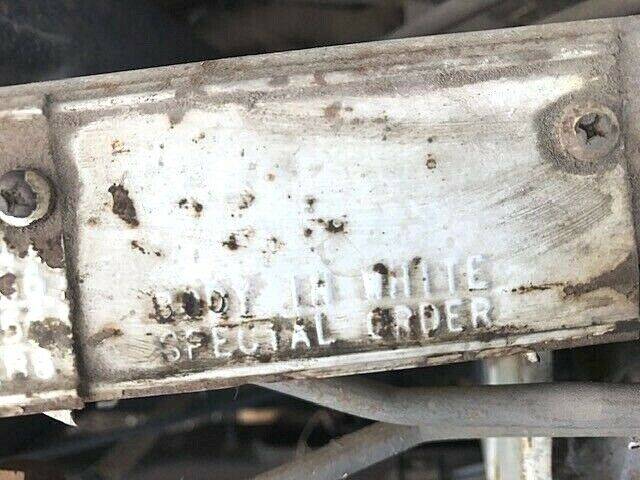 BODY IN WHITE
SPECIAL ORDER